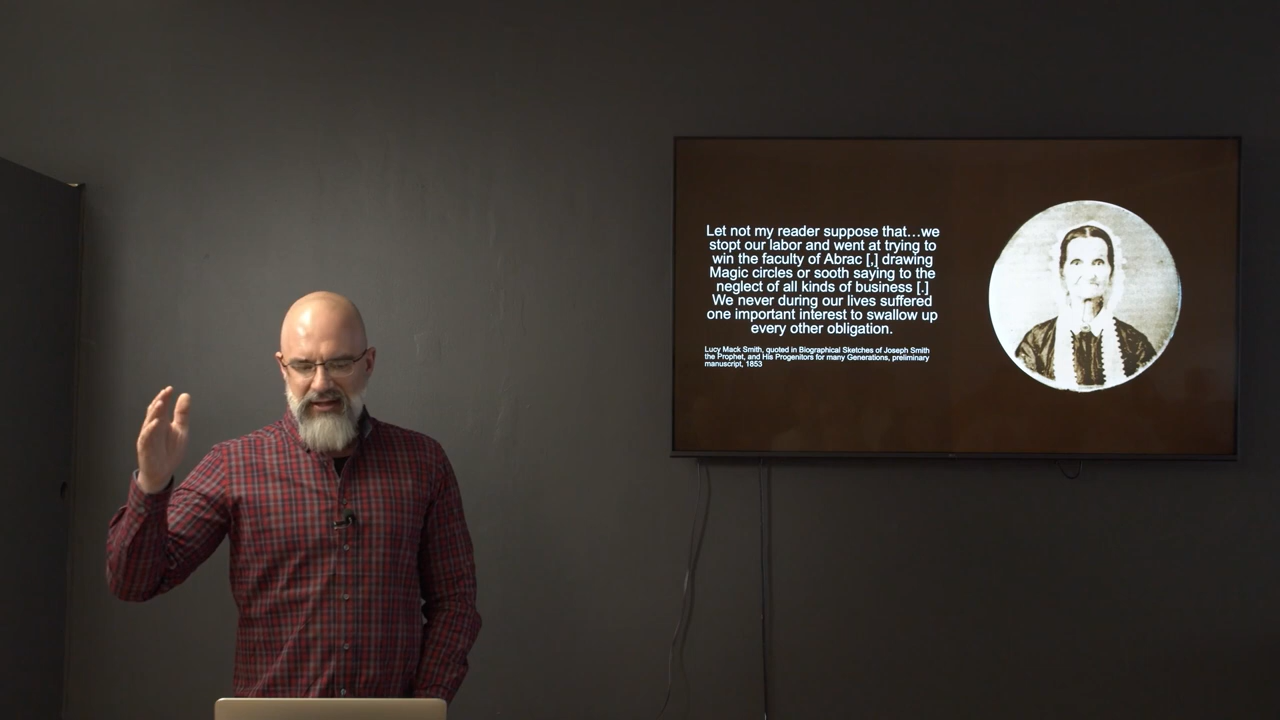 Let not my reader suppose that…we
stopt our labor and went at trying to
win the faculty of Abrac [,] drawing
Magic circles or sooth saying to the
neglect of all kinds of business [.]
We never during our lives suffered
one important interest to swallow up
every other obligation.
Lucy Mack Smith, quoted in Biographical Sketches of Joseph Smith
the Prophet, and His Progenitors for many Generations, preliminary
manuscript, 1853